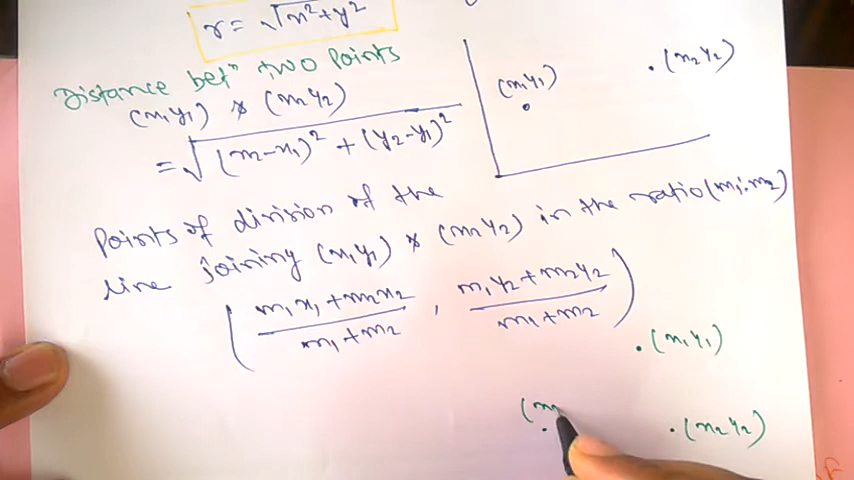 r = √x²+y²
Distance betⁿ two points
(x₁y₁) & (x₂y₂)
= √(x₂-x₁)² + (y₂-y₁)²
(x₁y₁)
(x₂y₂)
Points of division of the
line joining (x₁y₁) & (x₂y₂) in the ratio (m₁:m₂)
( m₁x₁+m₂x₂ / m₁+m₂ , m₁y₂+m₂y₂ / m₁+m₂ )
(x₁y₁)
(x₂y₂)